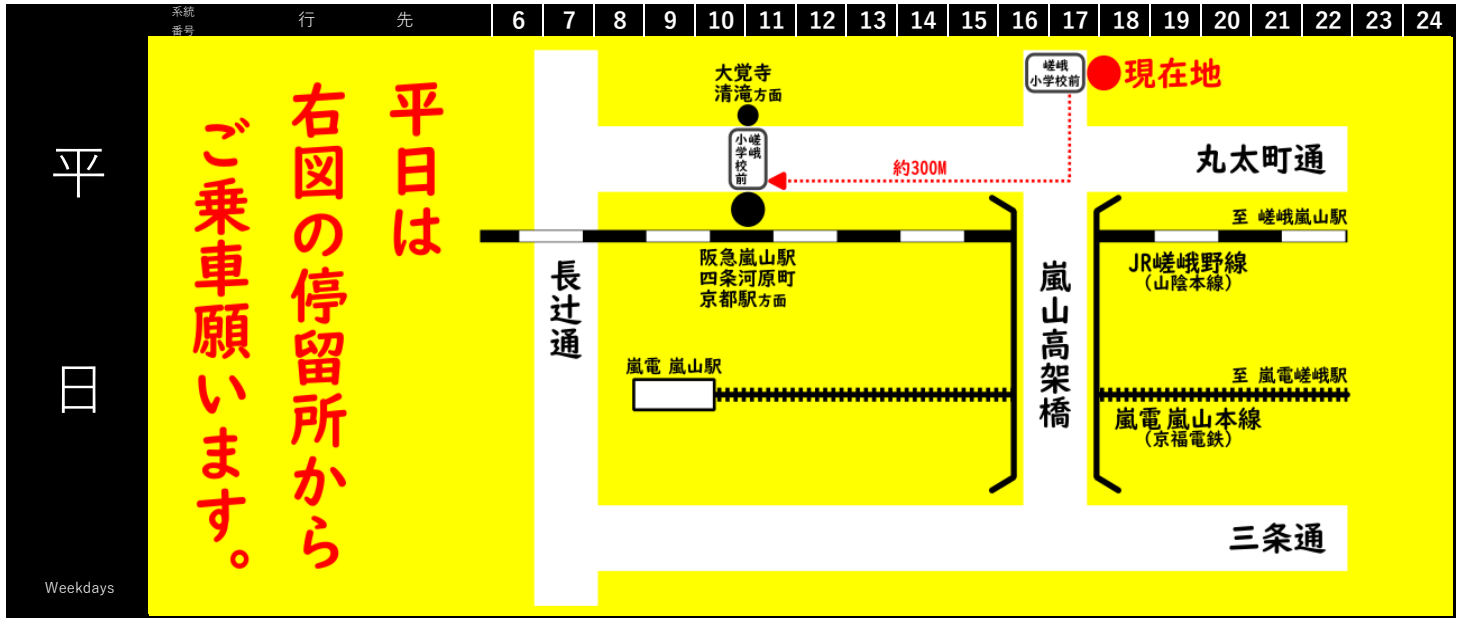 系統
番号
行先
6 7 8 9 10 11 12 13 14 15 16 17 18 19 20 21 22 23 24
平日
Weekdays
平日は
右図の停留所から
ご乗車願います。
大覚寺
清滝方面
嵯峨
小学校前
嵯峨
小学校前
現在地
約300M
丸太町通
至 嵯峨嵐山駅
JR嵯峨野線
(山陰本線)
阪急嵐山駅
四条河原町
京都駅方面
長辻通
嵐山高架橋
嵐電 嵐山駅
至 嵐電嵯峨駅
嵐電 嵐山本線
(京福電鉄)
三条通